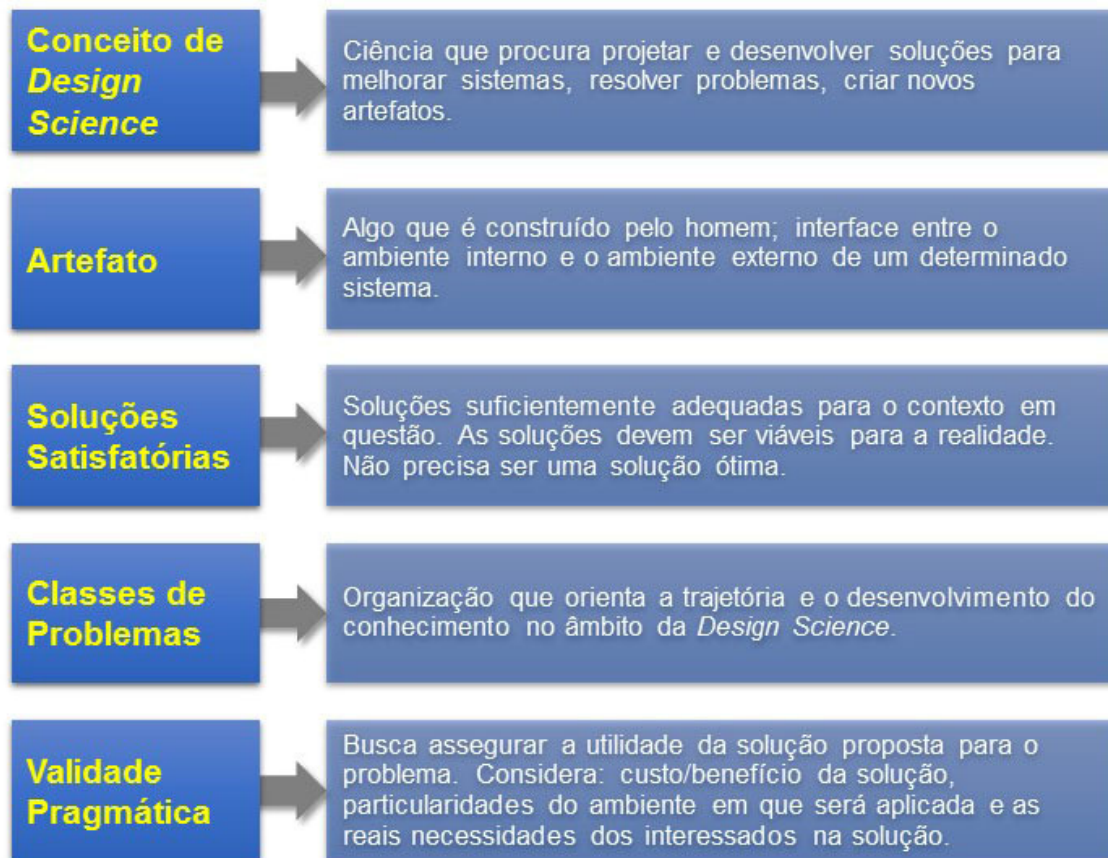 Conceito de
Design
Science
Ciência que procura projetar e desenvolver soluções para
melhorar sistemas, resolver problemas, criar novos
artefatos.
Artefato
Algo que é construído pelo homem; interface entre o
ambiente interno e o ambiente externo de um determinado
sistema.
Soluções
Satisfatórias
Soluções suficientemente adequadas para o contexto em
questão. As soluções devem ser viáveis para a realidade.
Não precisa ser uma solução ótima.
Classes de
Problemas
Organização que orienta a trajetória e o desenvolvimento do
conhecimento no âmbito da Design Science.
Validade
Pragmática
Busca assegurar a utilidade da solução proposta para o
problema. Considera: custo/benefício da solução,
particularidades do ambiente em que será aplicada e as
reais necessidades dos interessados na solução.